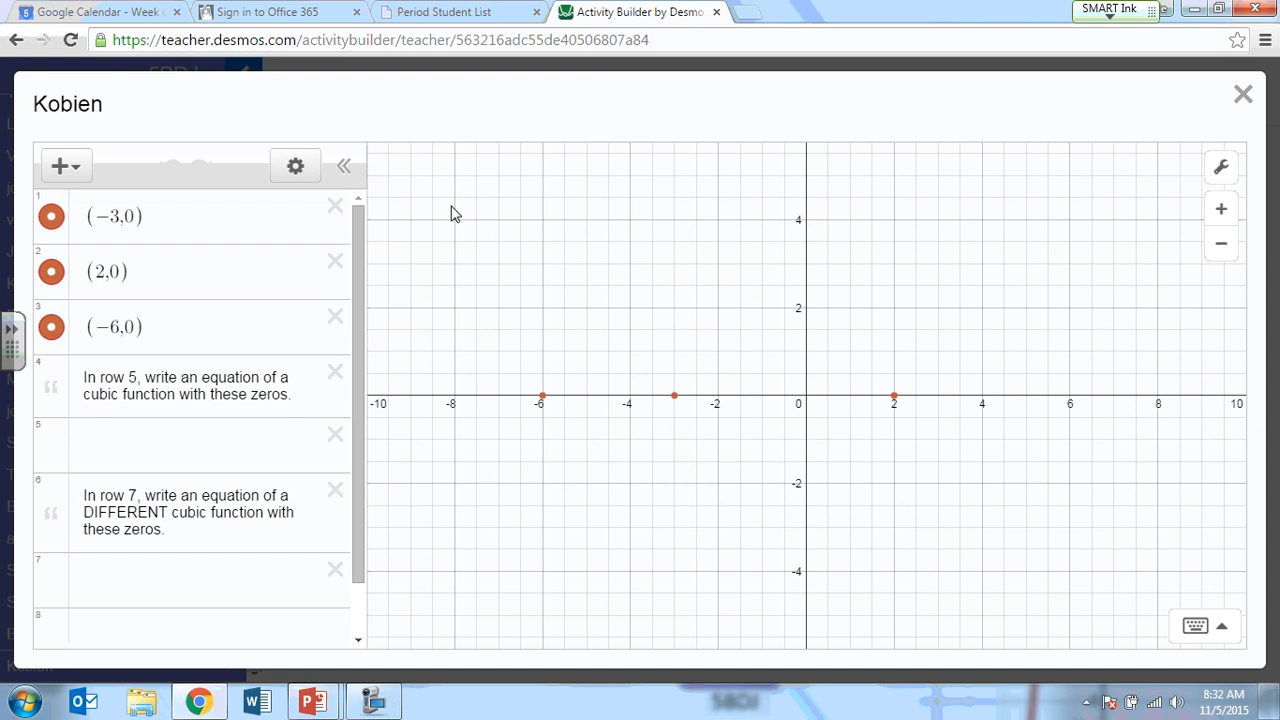 Google Calendar - Week
Sign in to Office 365
Period Student List
Activity Builder by Desmo
SMART Ink
https://teacher.desmos.com/activitybuilder/teacher/563216adc55de40506807a84
Kobien
1
(−3,0)
2
(2,0)
3
(−6,0)
4
In row 5, write an equation of a
cubic function with these zeros.
5
6
In row 7, write an equation of a
DIFFERENT cubic function with
these zeros.
7
8
4
2
-10 -8 -6 -4 -2 0 2 4 6 8 10
-2
-4
8:32 AM
11/5/2015